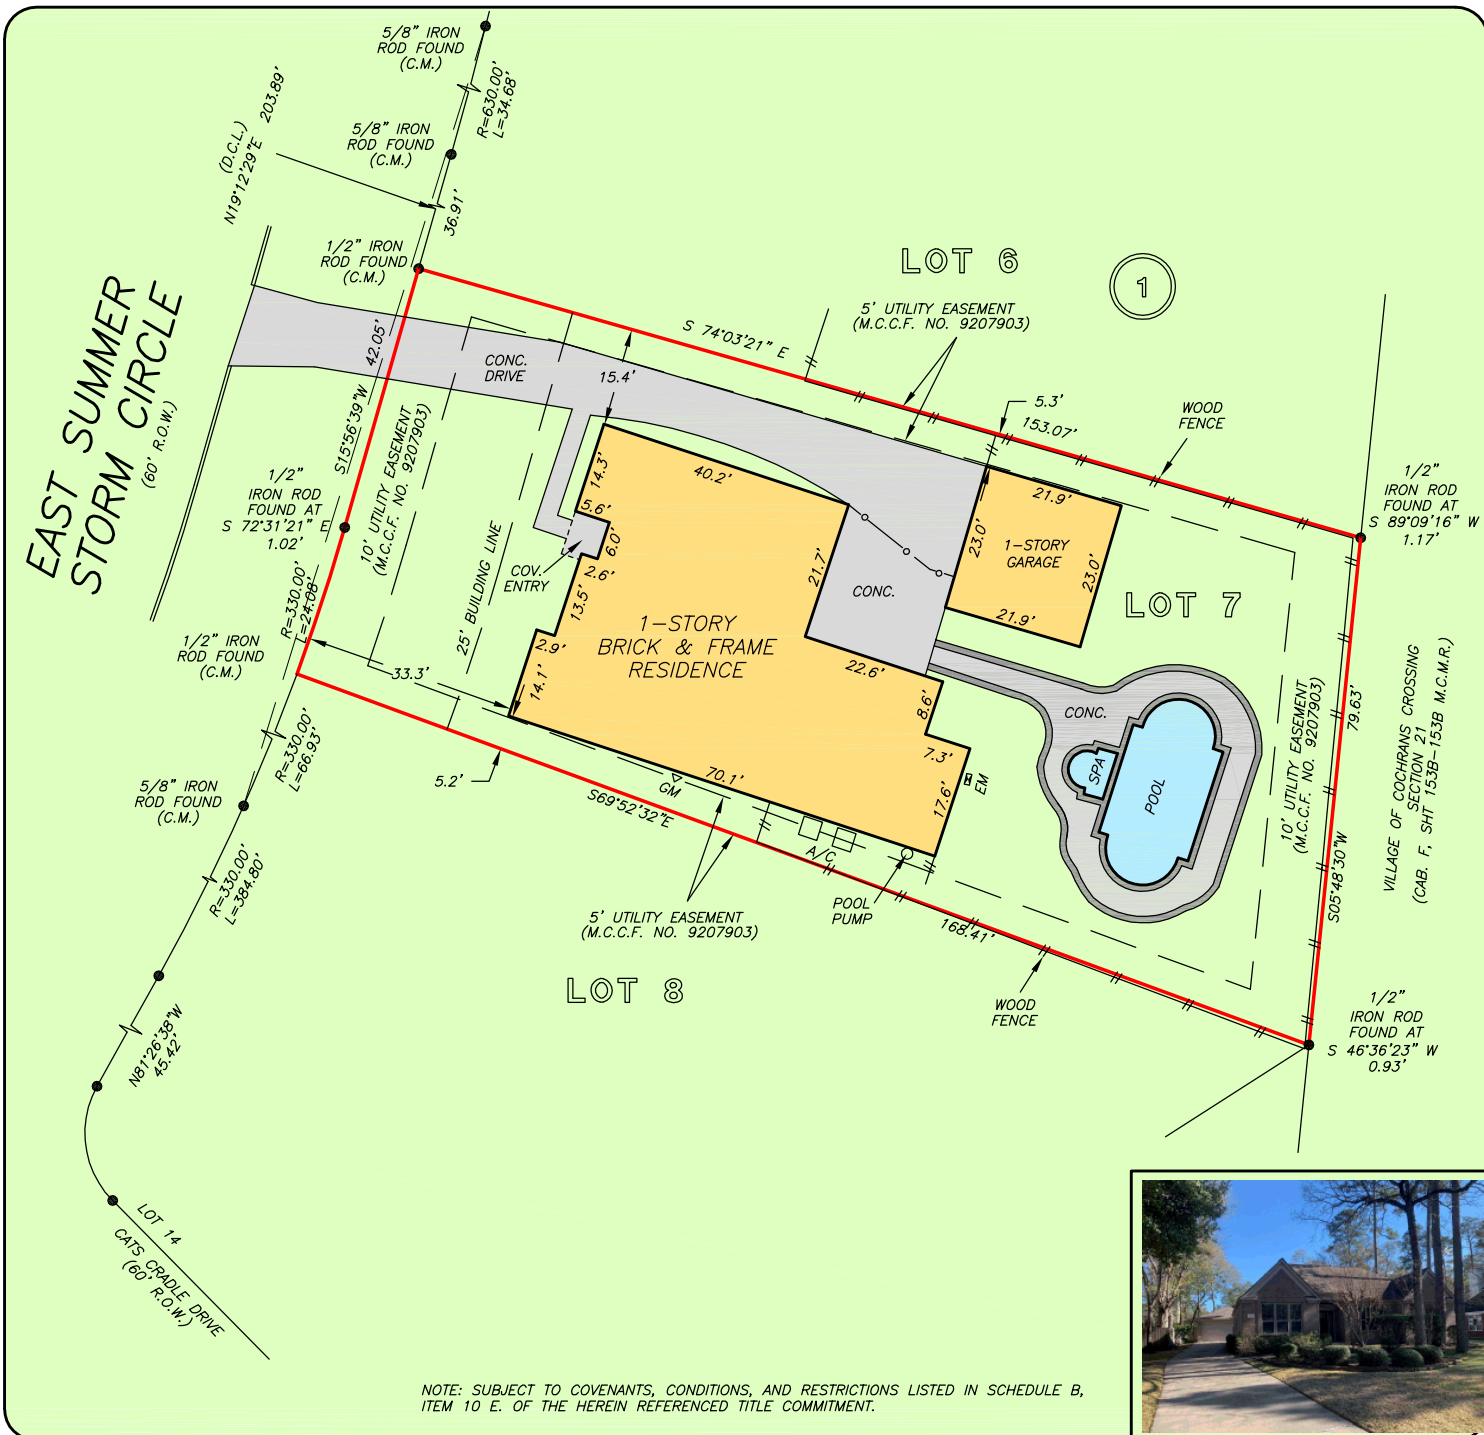 5/8" IRON
ROD FOUND
(C.M.)
R=630.00'
L=34.68'
(D.C.L.)
N19°12'29"E 203.89'
5/8" IRON
ROD FOUND
(C.M.)
36.91'
1/2" IRON
ROD FOUND
(C.M.)
EAST SUMMER
STORM CIRCLE
(60' R.O.W.)
LOT 6
1
5' UTILITY EASEMENT
(M.C.C.F. NO. 9207903)
S 74°03'21" E
153.07'
5.3'
WOOD
FENCE
42.05'
S15°56'39"W
CONC.
DRIVE
15.4'
10' UTILITY EASEMENT
(M.C.C.F. NO. 9207903)
25' BUILDING LINE
1/2"
IRON ROD
FOUND AT
S 72°31'21" E
1.02'
1/2"
IRON ROD
FOUND AT
S 89°09'16" W
1.17'
14.3'
40.2'
5.6'
6.0'
COV.
ENTRY
2.6'
13.5'
2.9'
14.1'
21.7'
CONC.
23.0'
21.9'
1-STORY
GARAGE
23.0'
21.9'
LOT 7
1-STORY
BRICK & FRAME
RESIDENCE
22.6'
8.6'
7.3'
17.6'
EM
70.1'
R=330.00'
L=24.08'
1/2" IRON
ROD FOUND
(C.M.)
33.3'
R=330.00'
L=66.93'
5.2'
GM
S69°52'32"E
A/C
CONC.
SPA
POOL
10' UTILITY EASEMENT
(M.C.C.F. NO. 9207903)
79.63'
S05°48'30"W
VILLAGE OF COCHRANS CROSSING
SECTION 21
(CAB. F, SHT 153B-153B M.C.M.R.)
5/8" IRON
ROD FOUND
(C.M.)
R=330.00'
L=384.80'
5' UTILITY EASEMENT
(M.C.C.F. NO. 9207903)
POOL
PUMP
168.41'
LOT 8
WOOD
FENCE
1/2"
IRON ROD
FOUND AT
S 46°36'23" W
0.93'
N81°26'38"W
45.42'
LOT 14
CATS CRADLE DRIVE
(60' R.O.W.)
NOTE: SUBJECT TO COVENANTS, CONDITIONS, AND RESTRICTIONS LISTED IN SCHEDULE B,
ITEM 10 E. OF THE HEREIN REFERENCED TITLE COMMITMENT.